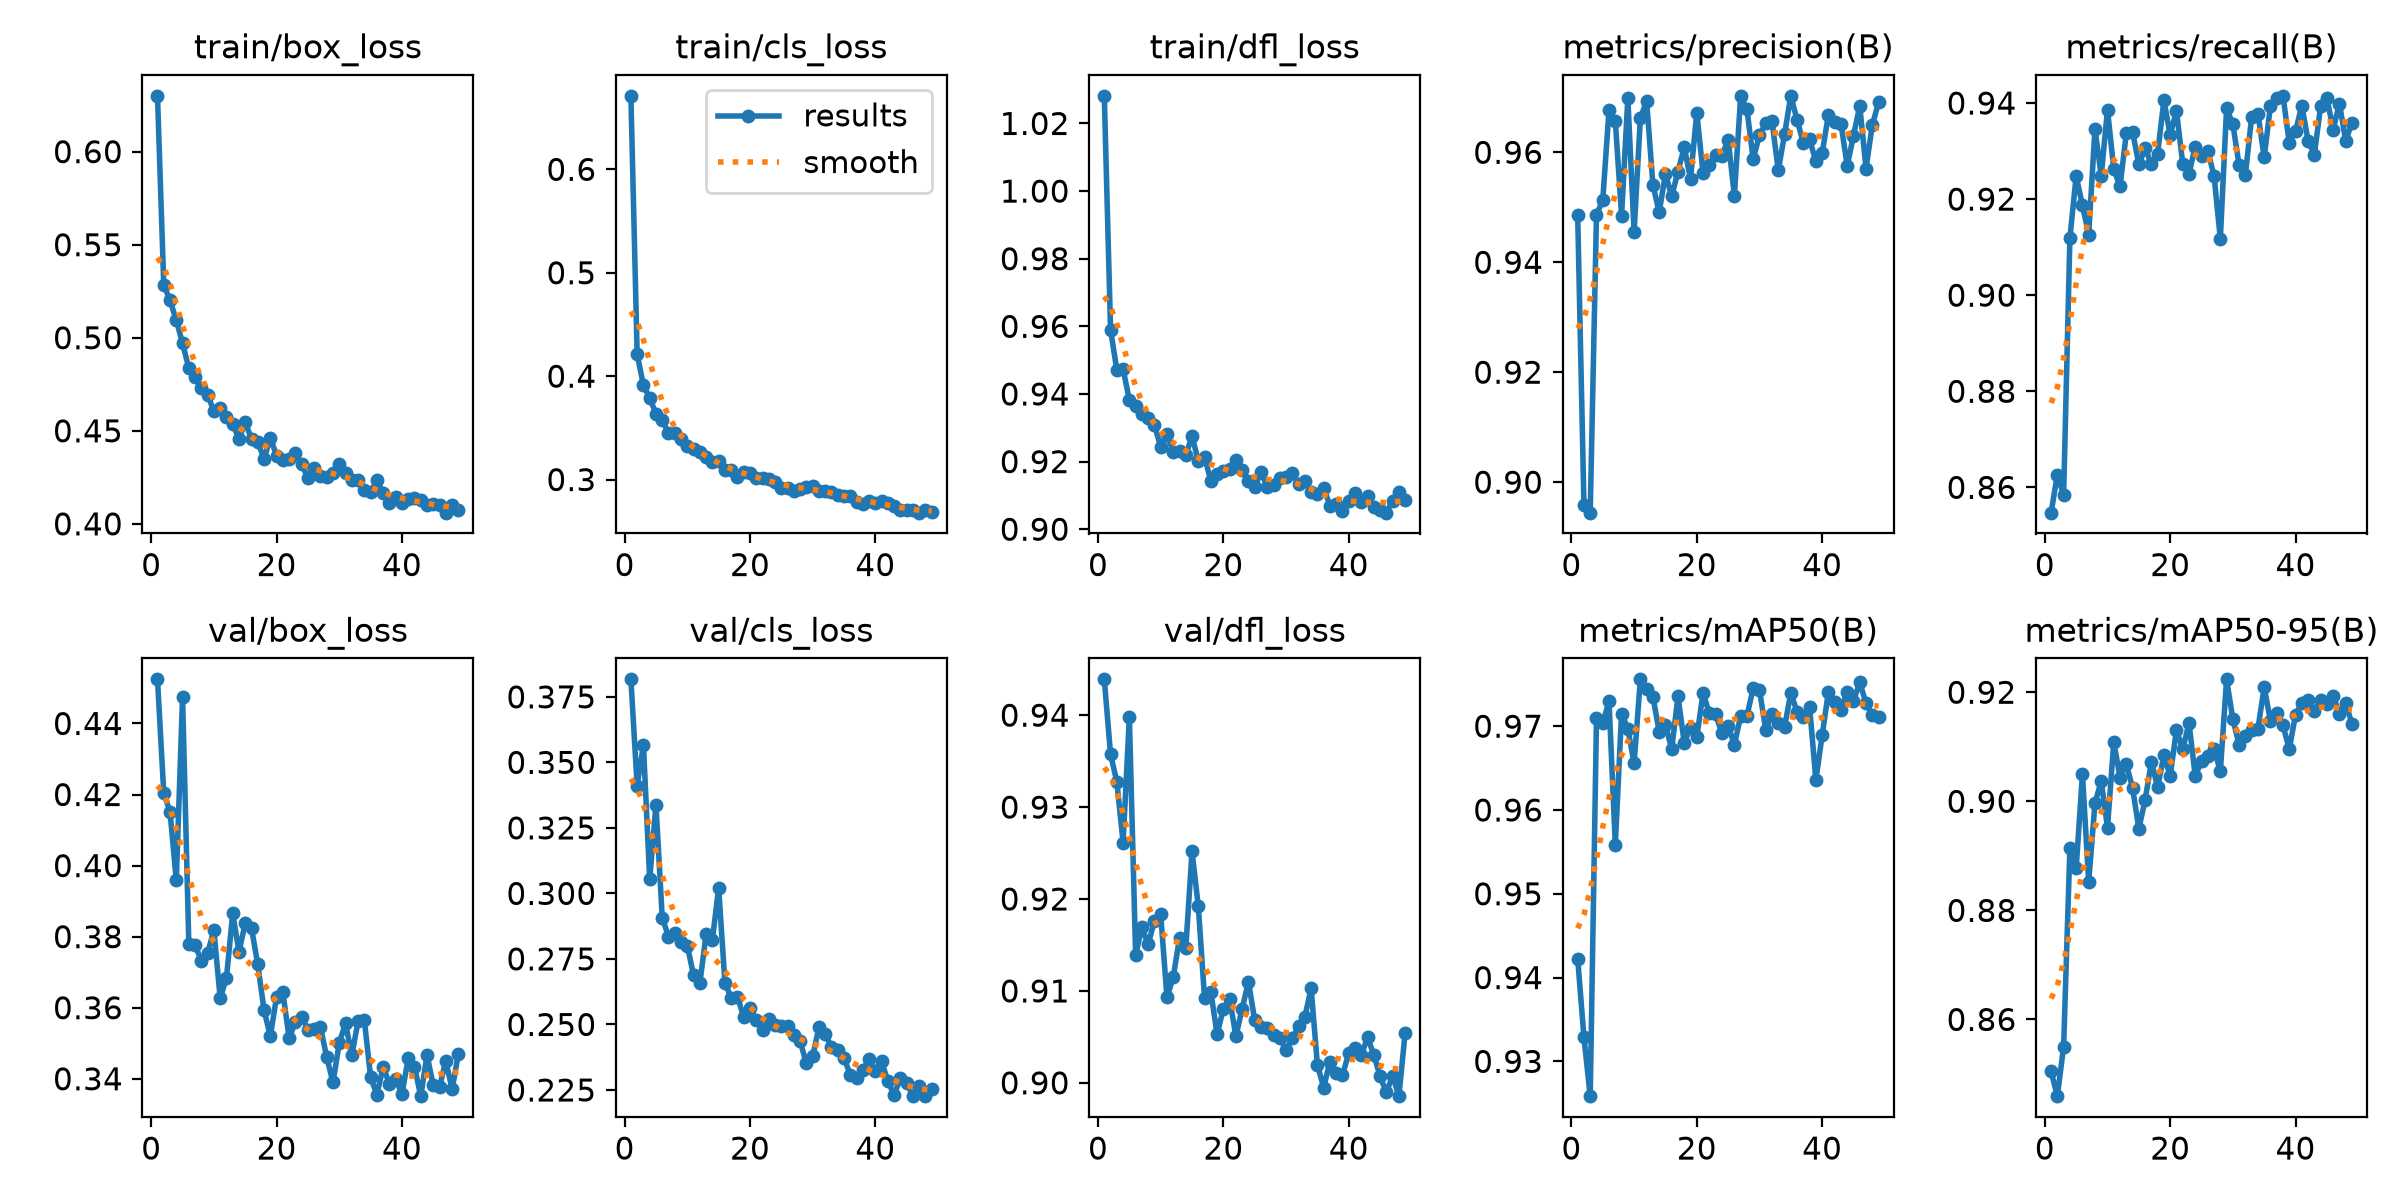 train/box_loss
train/cls_loss
train/dfl_loss
metrics/precision(B)
metrics/recall(B)
results
smooth
0.60
0.55
0.50
0.45
0.40
0 20 40
0.6
0.5
0.4
0.3
0 20 40
1.02
1.00
0.98
0.96
0.94
0.92
0.90
0 20 40
0.96
0.94
0.92
0.90
0 20 40
0.94
0.92
0.90
0.88
0.86
0 20 40
val/box_loss
val/cls_loss
val/dfl_loss
metrics/mAP50(B)
metrics/mAP50-95(B)
0.44
0.42
0.40
0.38
0.36
0.34
0 20 40
0.375
0.350
0.325
0.300
0.275
0.250
0.225
0 20 40
0.94
0.93
0.92
0.91
0.90
0 20 40
0.97
0.96
0.95
0.94
0.93
0 20 40
0.92
0.90
0.88
0.86
0 20 40